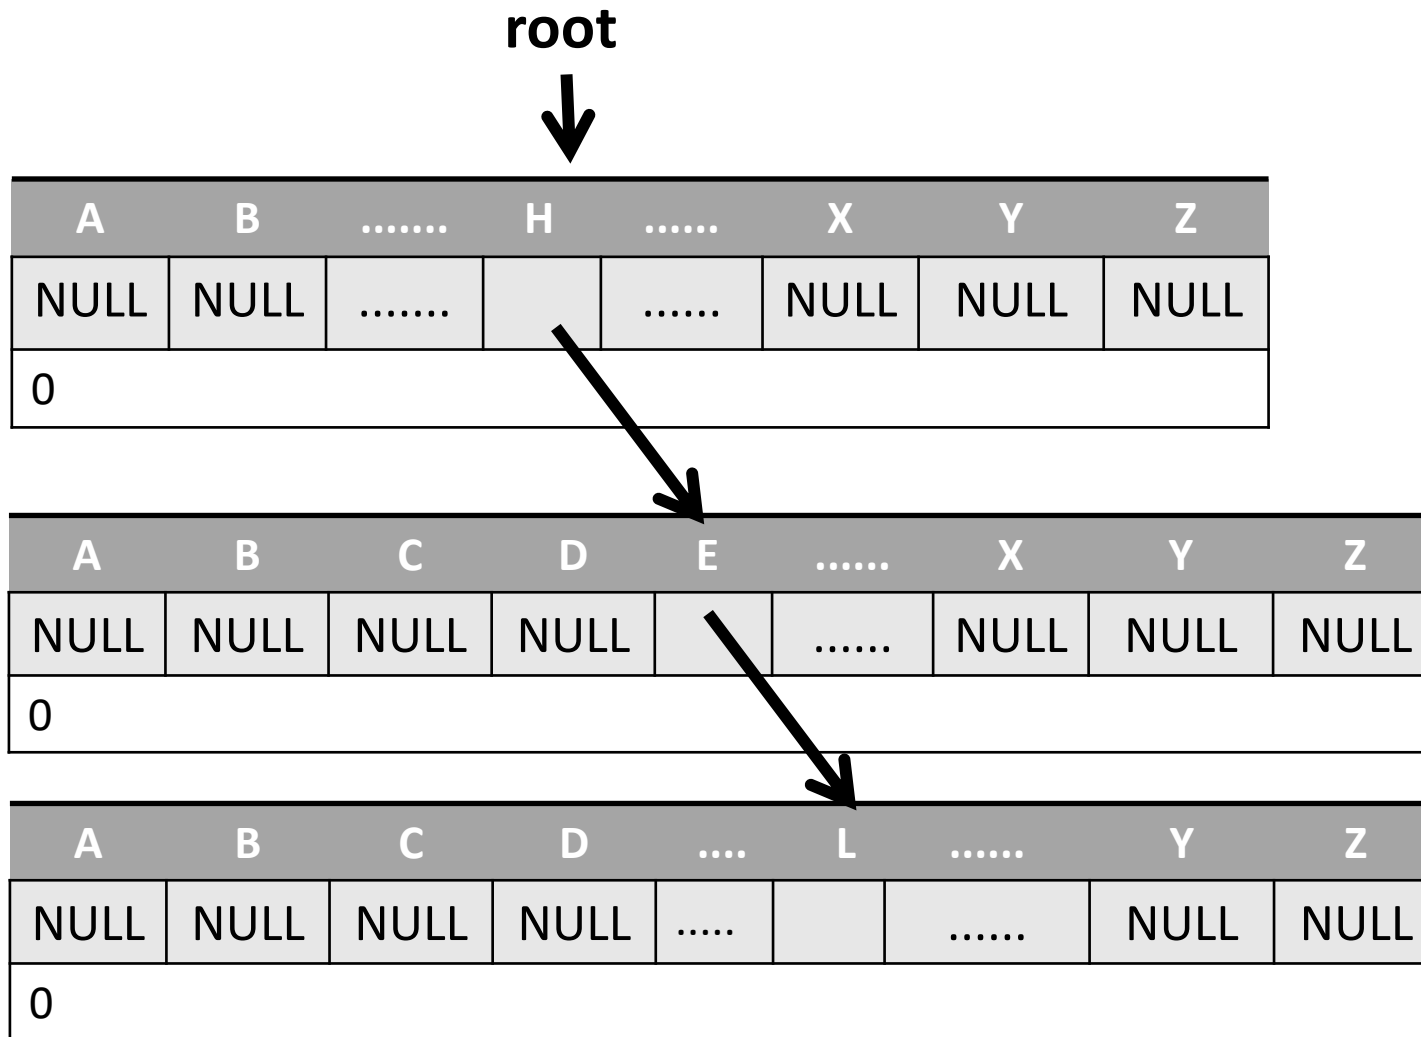 root
A B ....... H ...... X Y Z
NULL NULL ....... ...... NULL NULL NULL
0
A B C D E ...... X Y Z
NULL NULL NULL NULL ...... NULL NULL NULL
0
A B C D .... L ...... Y Z
NULL NULL NULL NULL ..... ...... NULL NULL
0